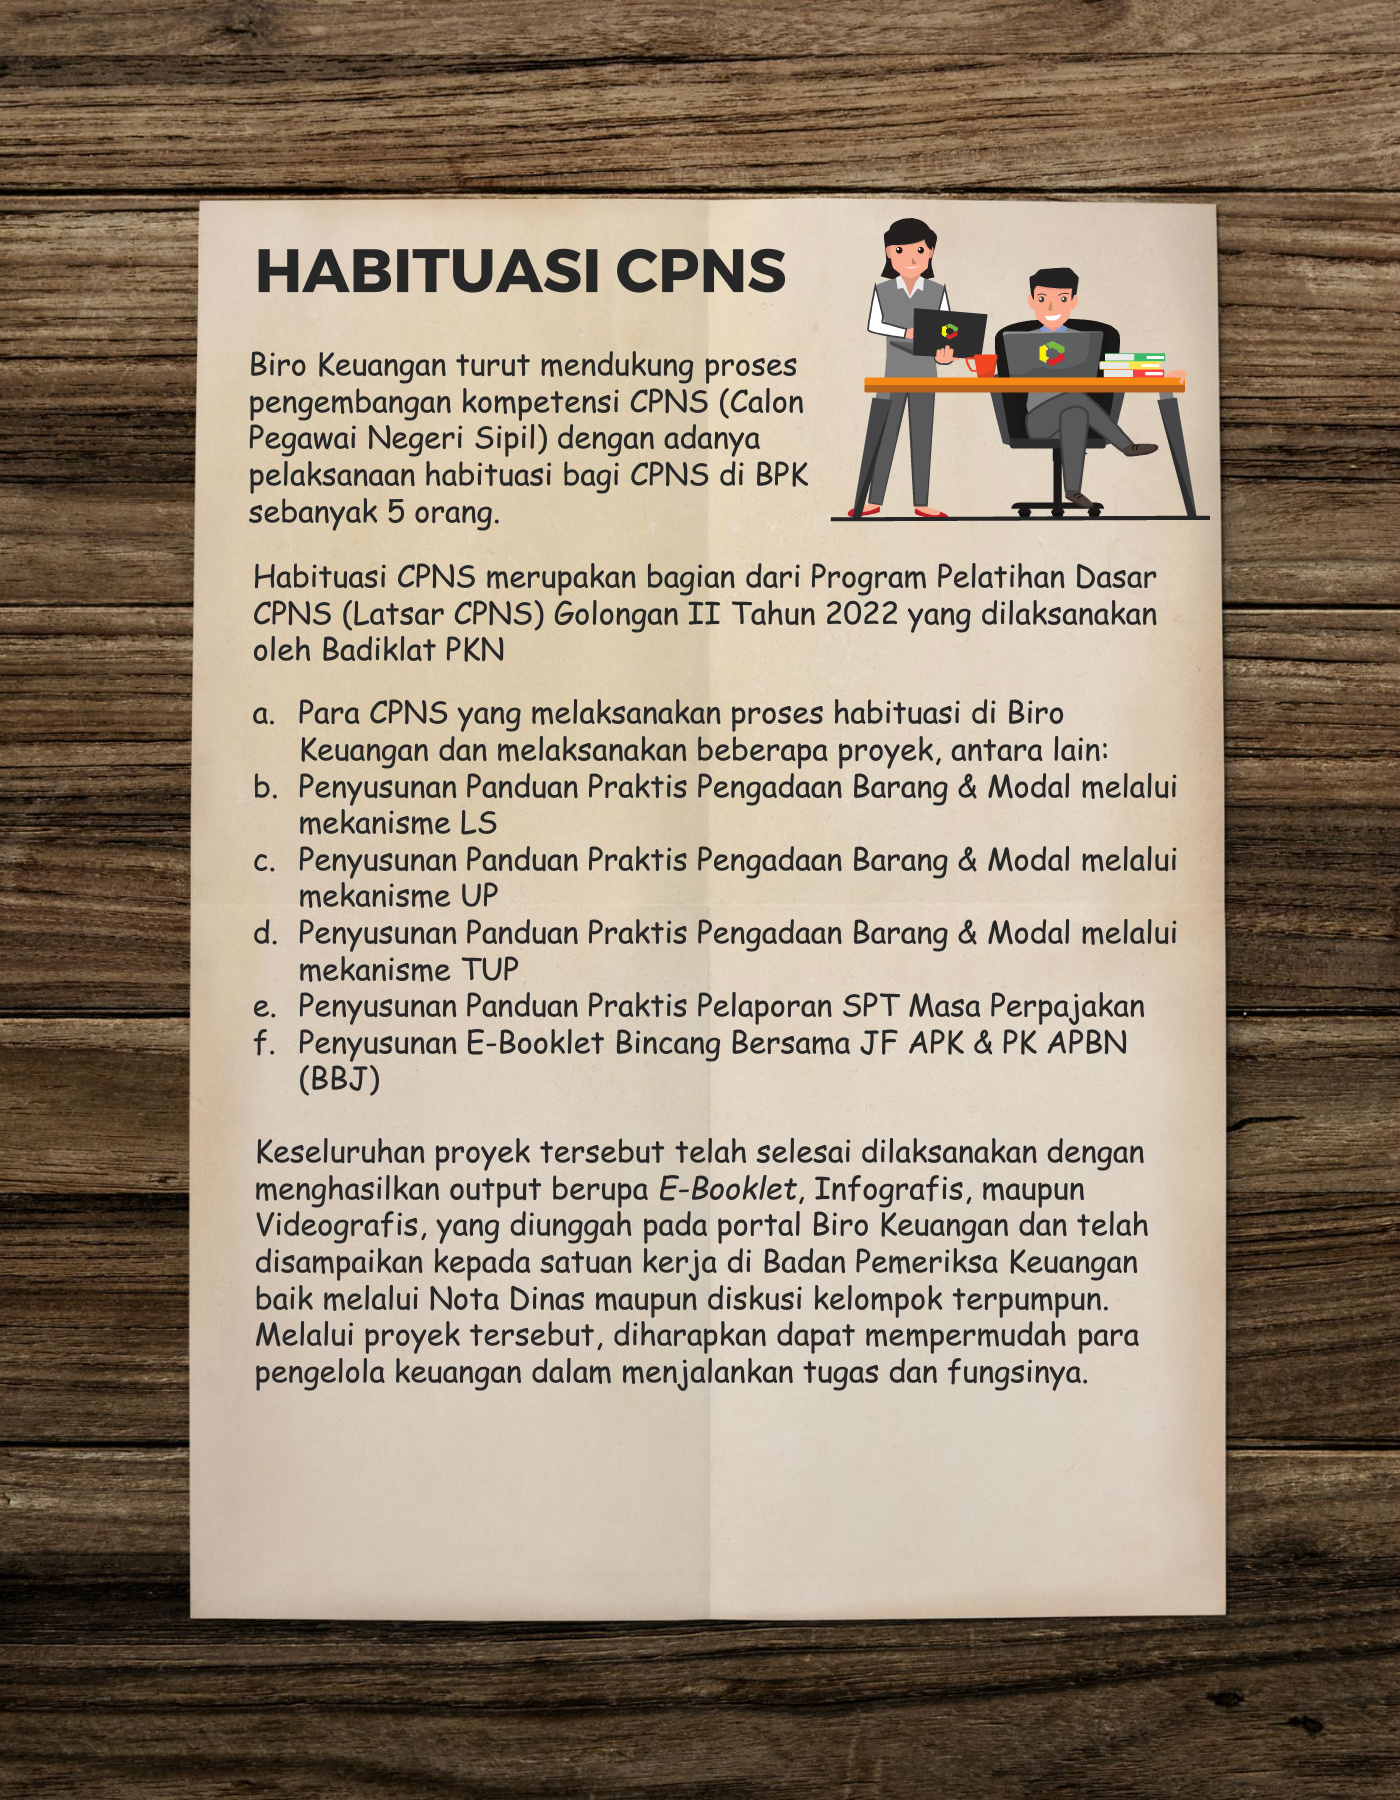 HABITUASI CPNS
Biro Keuangan turut mendukung proses
pengembangan kompetensi CPNS (Calon
Pegawai Negeri Sipil) dengan adanya
pelaksanaan habituasi bagi CPNS di BPK
sebanyak 5 orang.
Habituasi CPNS merupakan bagian dari Program Pelatihan Dasar
CPNS (Latsar CPNS) Golongan II Tahun 2022 yang dilaksanakan
oleh Badiklat PKN
a. Para CPNS yang melaksanakan proses habituasi di Biro
Keuangan dan melaksanakan beberapa proyek, antara lain:
b. Penyusunan Panduan Praktis Pengadaan Barang & Modal melalui
mekanisme LS
c. Penyusunan Panduan Praktis Pengadaan Barang & Modal melalui
mekanisme UP
d. Penyusunan Panduan Praktis Pengadaan Barang & Modal melalui
mekanisme TUP
e. Penyusunan Panduan Praktis Pelaporan SPT Masa Perpajakan
f. Penyusunan E-Booklet Bincang Bersama JF APK & PK APBN
(BBJ)
Keseluruhan proyek tersebut telah selesai dilaksanakan dengan
menghasilkan output berupa E-Booklet, Infografis, maupun
Videografis, yang diunggah pada portal Biro Keuangan dan telah
disampaikan kepada satuan kerja di Badan Pemeriksa Keuangan
baik melalui Nota Dinas maupun diskusi kelompok terpumpun.
Melalui proyek tersebut, diharapkan dapat mempermudah para
pengelola keuangan dalam menjalankan tugas dan fungsinya.